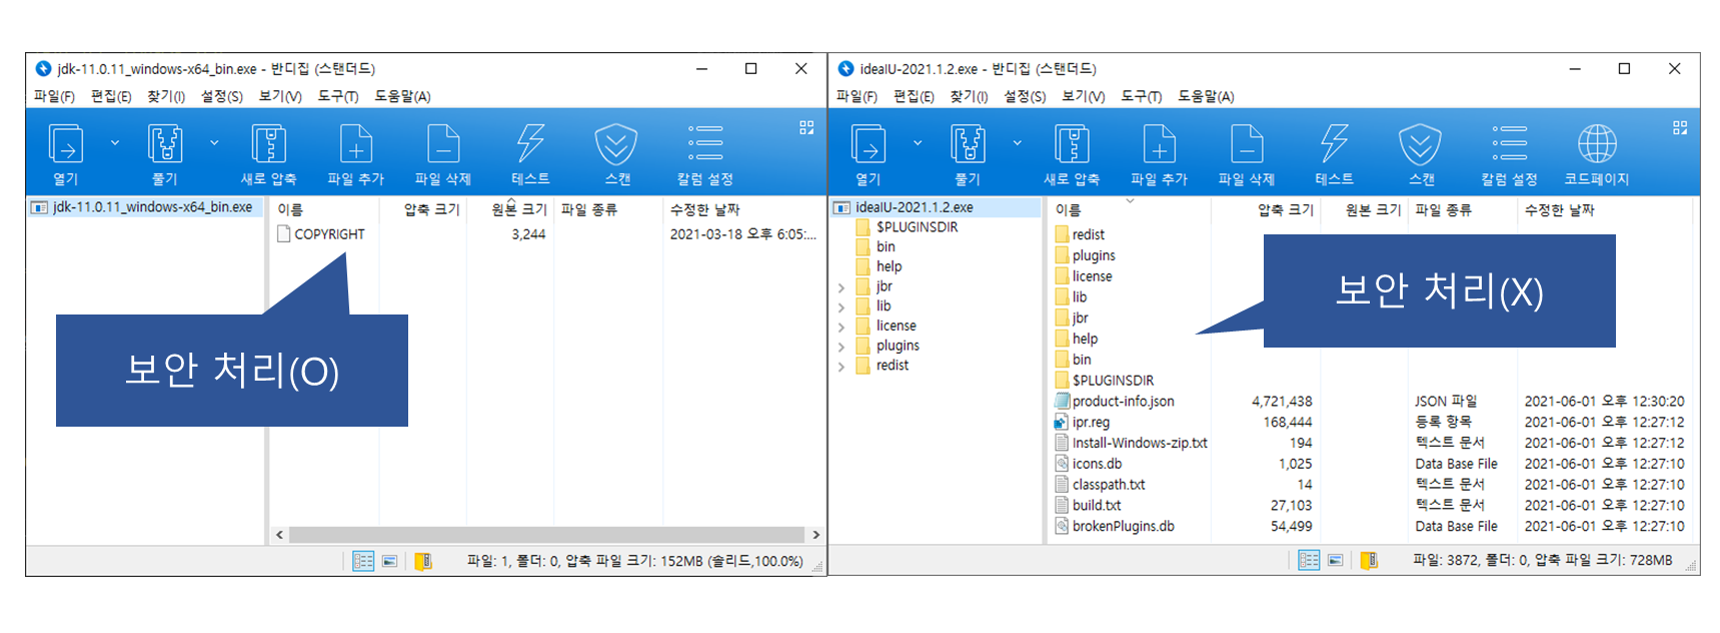 jdk-11.0.11_windows-x64_bin.exe - 반디집 (스탠더드)
파일(F) 편집(E) 찾기(I) 설정(S) 보기(V) 도구(T) 도움말(A)
열기 풀기 새로 압축 파일 추가 파일 삭제 테스트 스캔 칼럼 설정
jdk-11.0.11_windows-x64_bin.exe
이름 압축 크기 원본 크기 파일 종류 수정한 날짜
COPYRIGHT 3,244 2021-03-18 오후 6:05:...
보안 처리(O)
파일: 1, 폴더: 0, 압축 파일 크기: 152MB (솔리드,100.0%)
ideaIU-2021.1.2.exe - 반디집 (스탠더드)
파일(F) 편집(E) 찾기(I) 설정(S) 보기(V) 도구(T) 도움말(A)
열기 풀기 새로 압축 파일 추가 파일 삭제 테스트 스캔 칼럼 설정 코드페이지
ideaIU-2021.1.2.exe
$PLUGINSDIR
bin
help
jbr
lib
license
plugins
redist
이름 압축 크기 원본 크기 파일 종류 수정한 날짜
redist
plugins
license
lib
jbr
help
bin
$PLUGINSDIR
product-info.json 4,721,438 JSON 파일 2021-06-01 오후 12:30:20
ipr.reg 168,444 등록 항목 2021-06-01 오후 12:27:12
Install-Windows-zip.txt 194 텍스트 문서 2021-06-01 오후 12:27:12
icons.db 1,025 Data Base File 2021-06-01 오후 12:27:10
classpath.txt 14 텍스트 문서 2021-06-01 오후 12:27:10
build.txt 27,103 텍스트 문서 2021-06-01 오후 12:27:10
brokenPlugins.db 54,499 Data Base File 2021-06-01 오후 12:27:10
보안 처리(X)
파일: 3872, 폴더: 0, 압축 파일 크기: 728MB